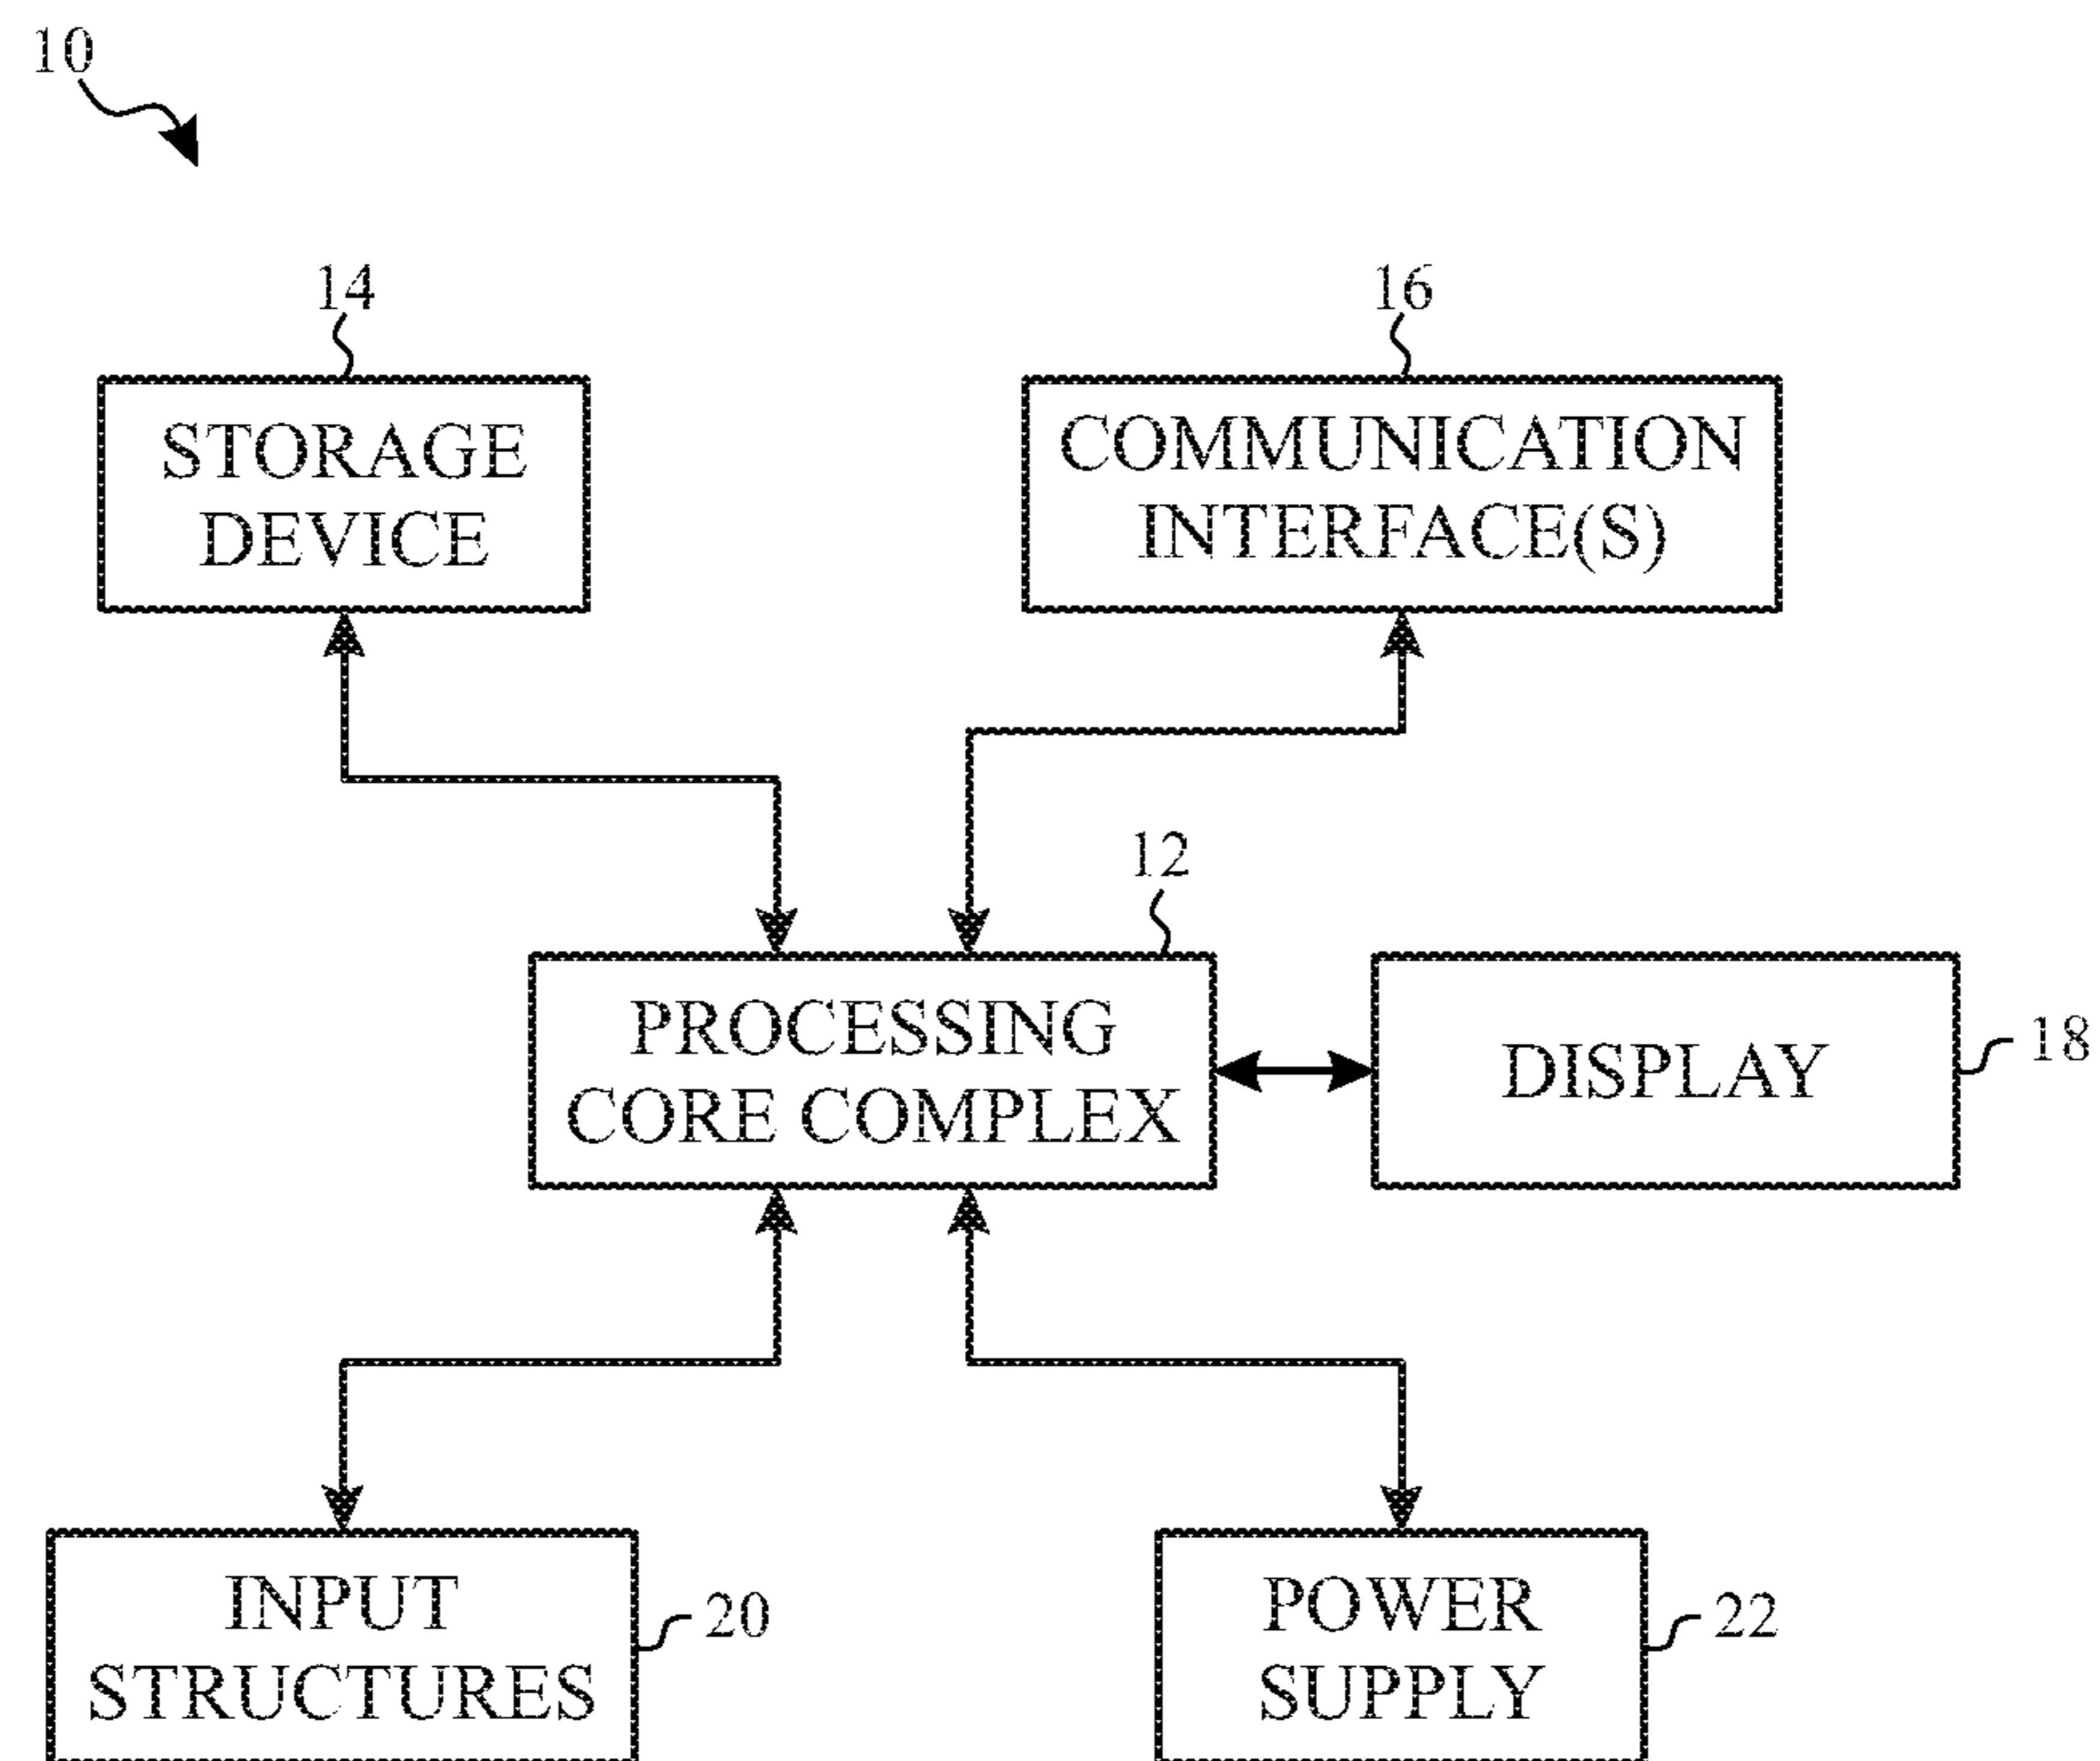 10
14
16
STORAGE
DEVICE
COMMUNICATION
INTERFACE(S)
12
PROCESSING
CORE COMPLEX
DISPLAY
18
INPUT
STRUCTURES
20
POWER
SUPPLY
22